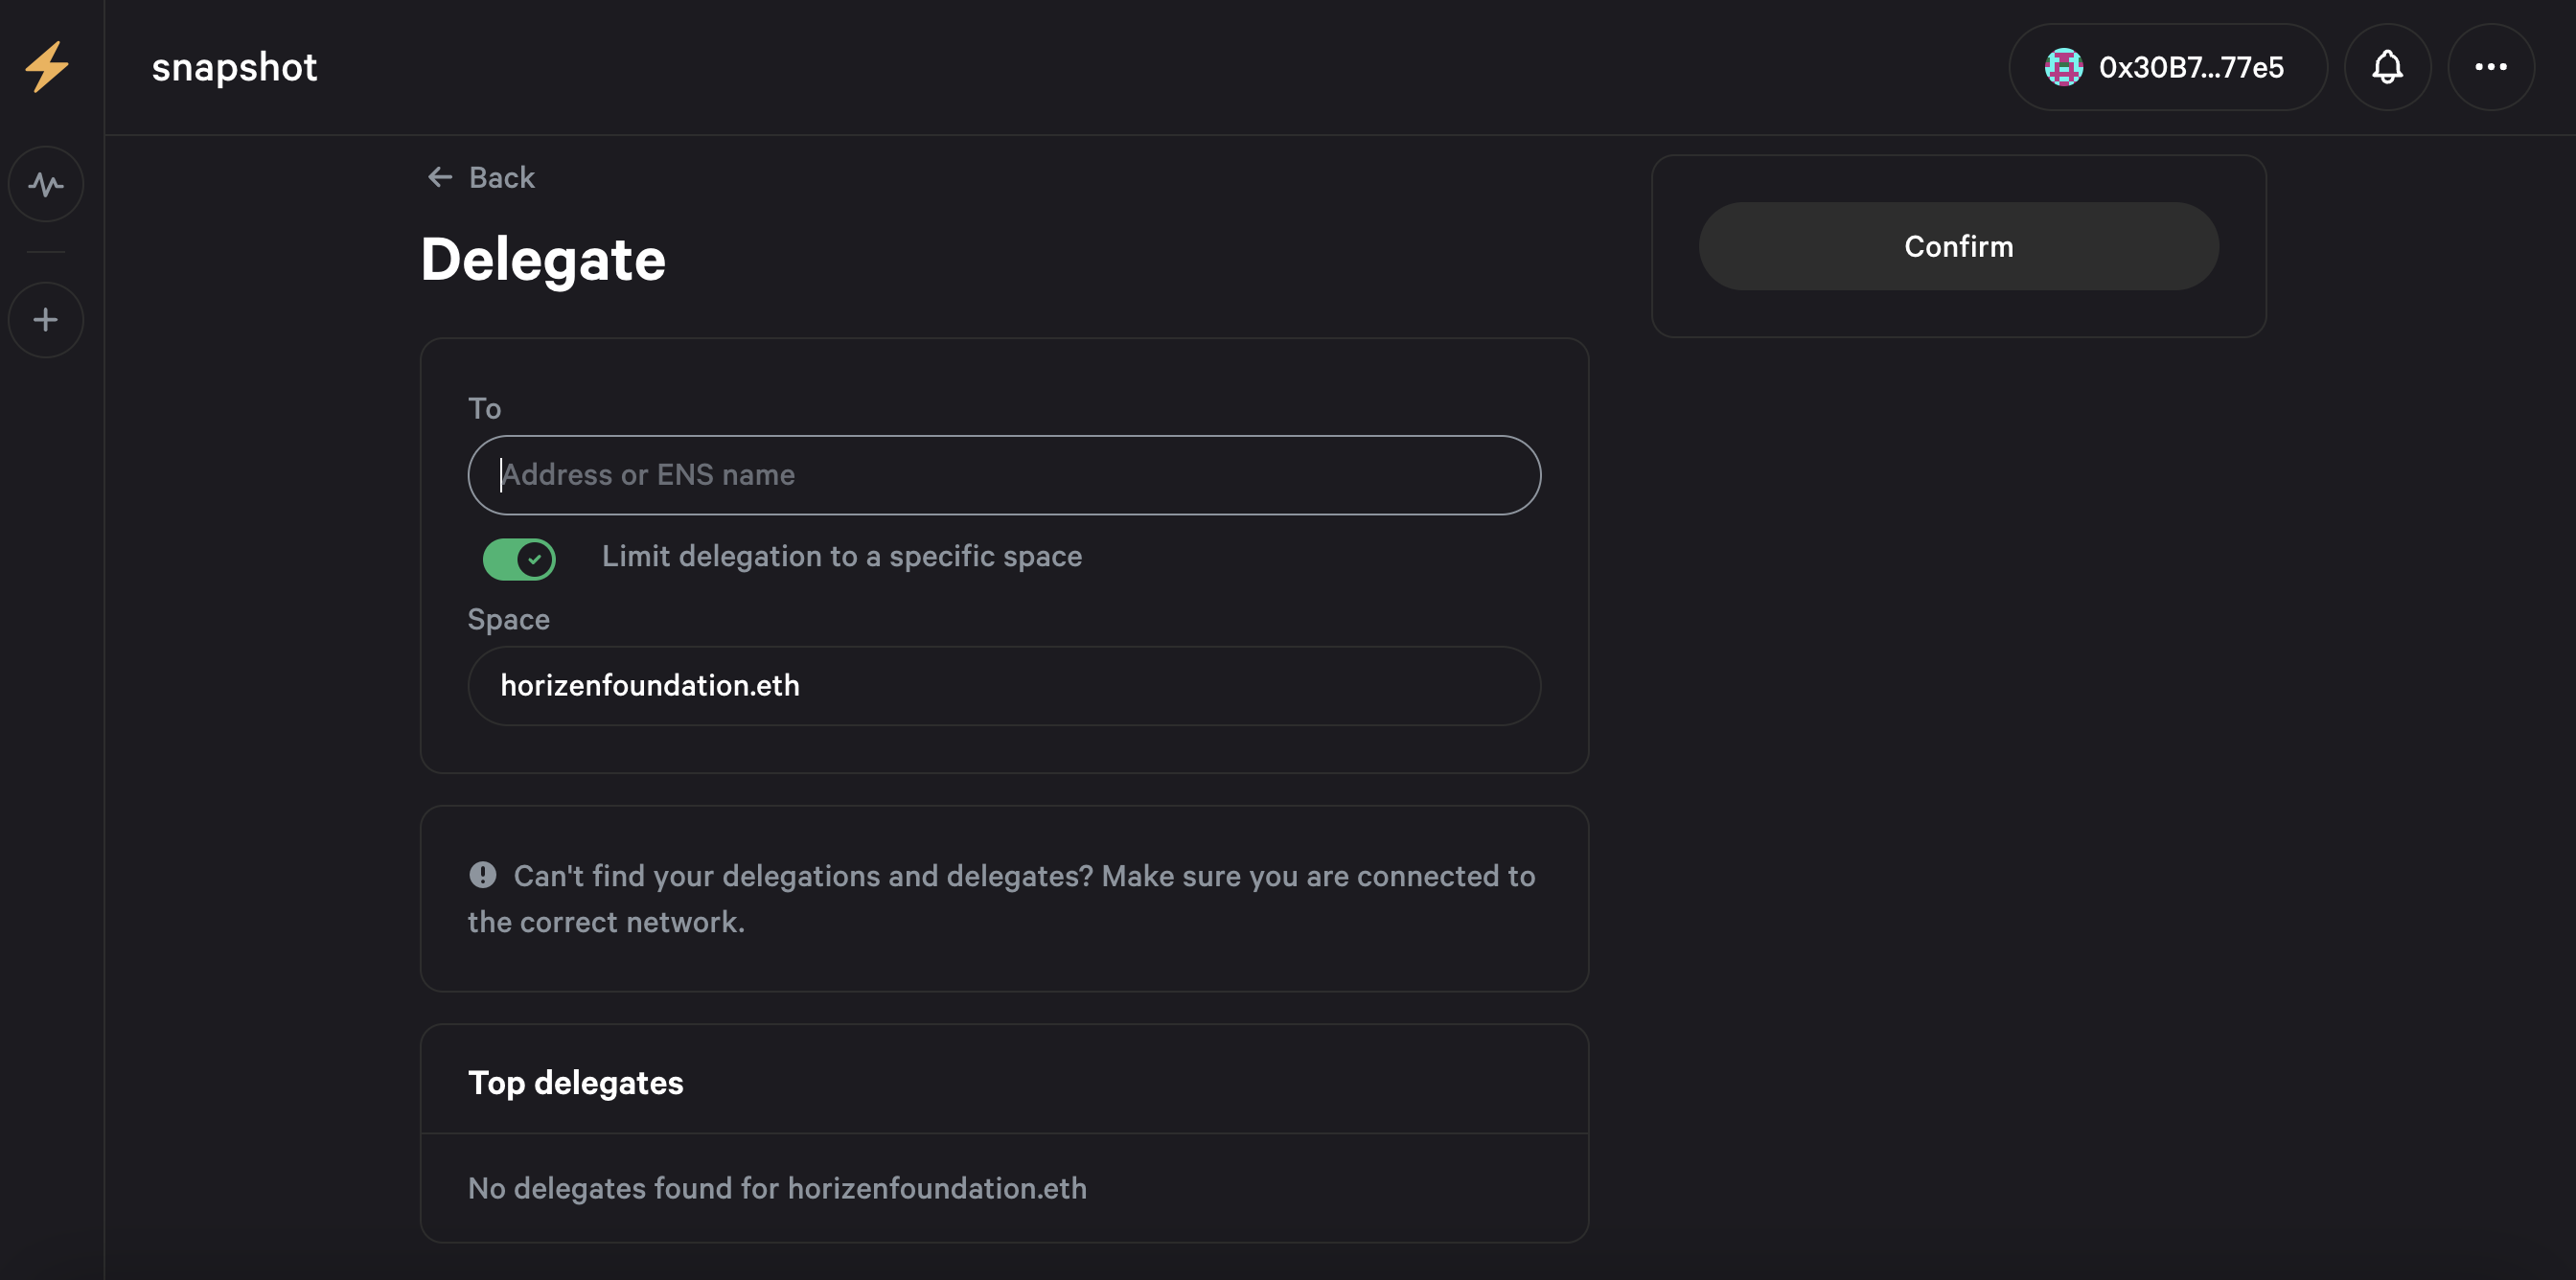 snapshot
0x30B7...77e5
Back
Delegate
Confirm
To
Address or ENS name
Limit delegation to a specific space
Space
horizenfoundation.eth
Can't find your delegations and delegates? Make sure you are connected to
the correct network.
Top delegates
No delegates found for horizenfoundation.eth